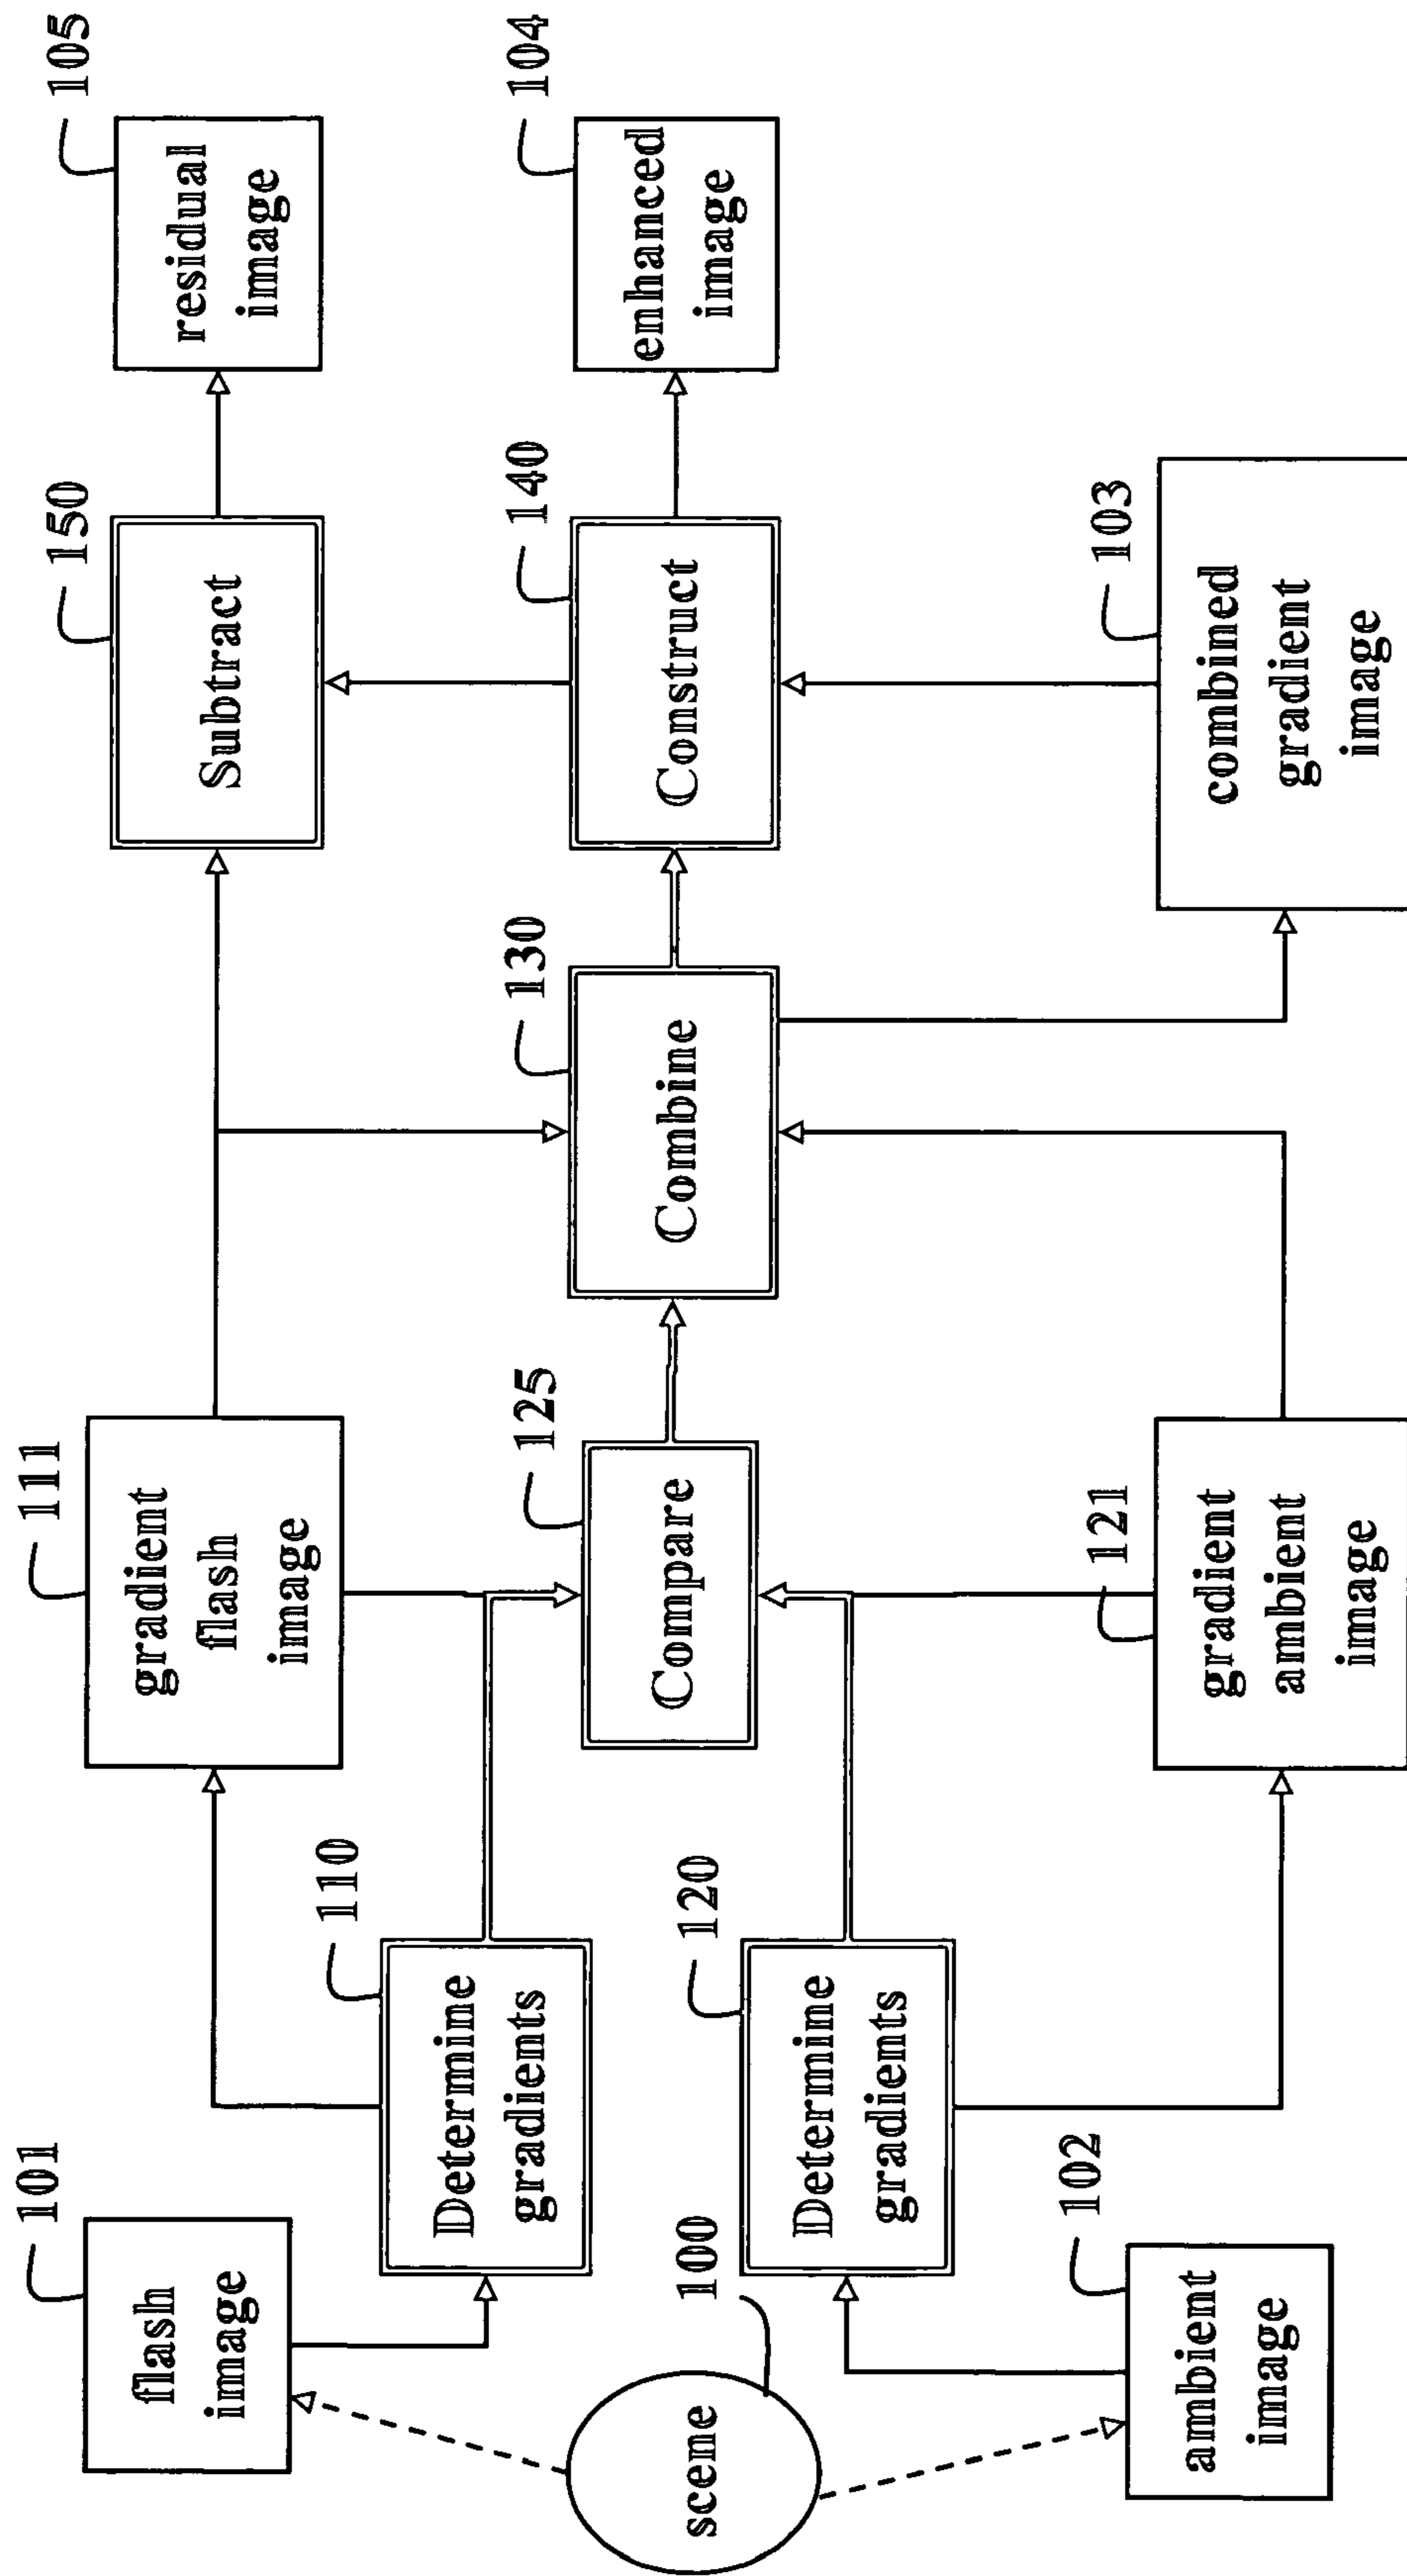 101
flash
image
110
Determine
gradients
111
gradient
flash
image
150
Subtract
105
residual
image
100
scene
125
Compare
130
Combine
140
Construct
104
enhanced
image
120
Determine
gradients
102
ambient
image
121
gradient
ambient
image
103
combined
gradient
image